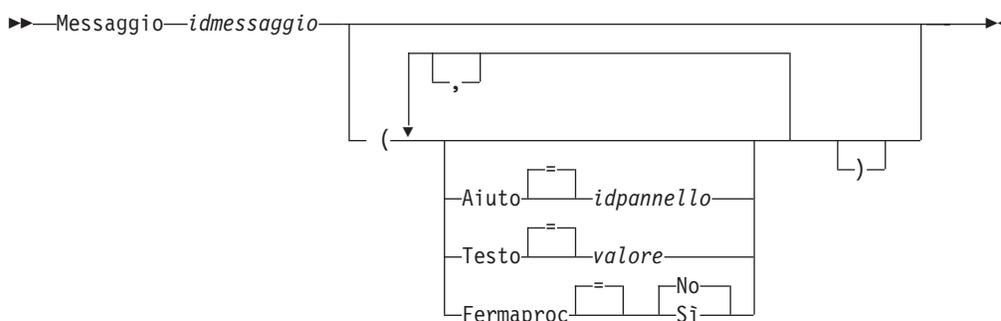 Messaggio idmessaggio
,
(
)
=
Aiuto idpannello
=
Testo valore
= No
Fermaproc Sì